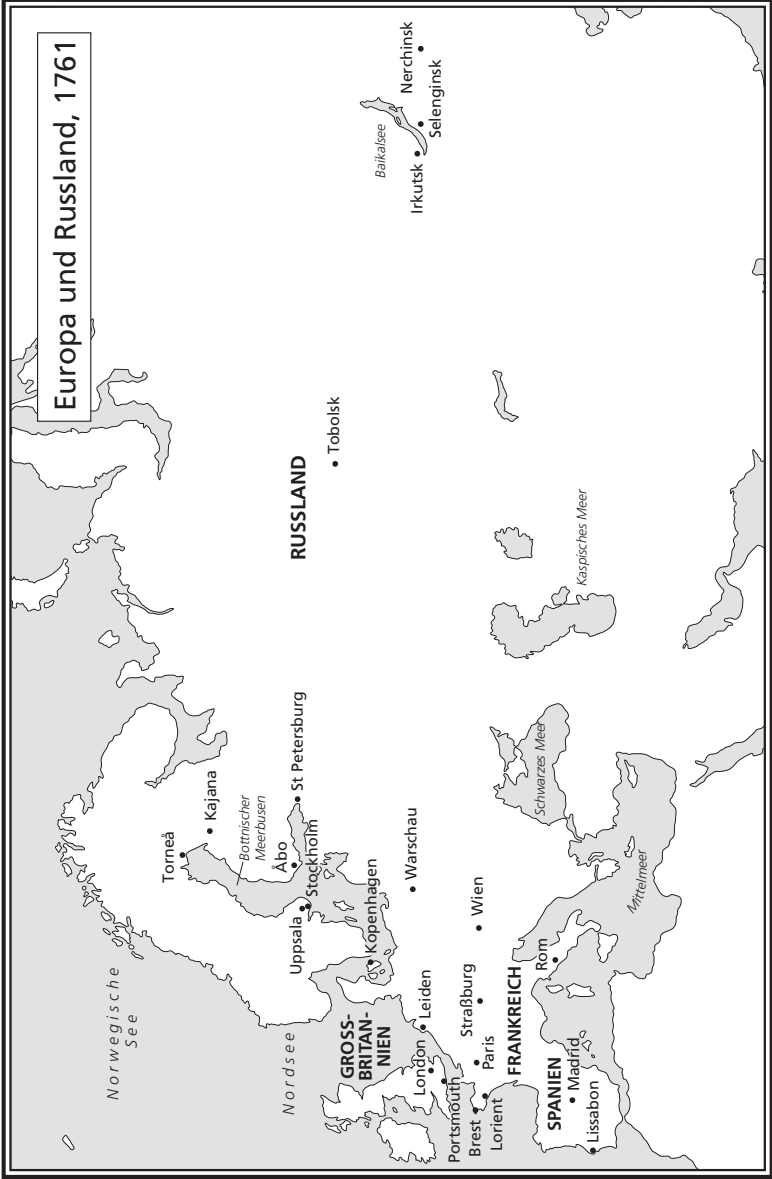 Europa und Russland, 1761
Norwegische
See
Nordsee
Torneå
Kajana
Bottnischer
Meerbusen
Åbo
St Petersburg
Uppsala
Stockholm
RUSSLAND
Tobolsk
Baikalsee
Irkutsk
Nerchinsk
Selenginsk
GROSS-
BRITAN-
NIEN
Kopenhagen
London
Leiden
Warschau
Portsmouth
Brest
Lorient
Paris
Straßburg
Wien
FRANKREICH
Rom
SPANIEN
Madrid
Lissabon
Mittelmeer
Schwarzes Meer
Kaspisches Meer